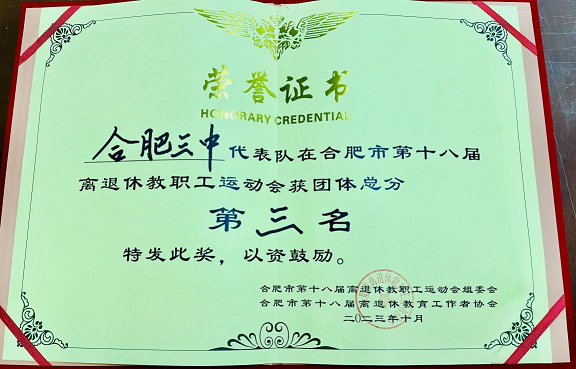 荣誉证书
HONORARY CREDENTIAL
合肥三中代表队在合肥市第十八届
离退休教职工运动会获团体总分
第三名
特发此奖，以资鼓励。
合肥市第十八届离退休教职工运动会组委会
合肥市第十八届离退休教育工作者协会
二〇二三年十月